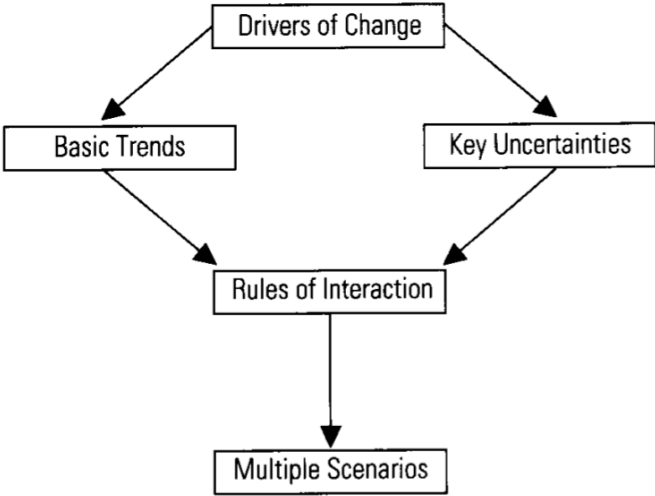 Drivers of Change
Basic Trends
Key Uncertainties
Rules of Interaction
Multiple Scenarios